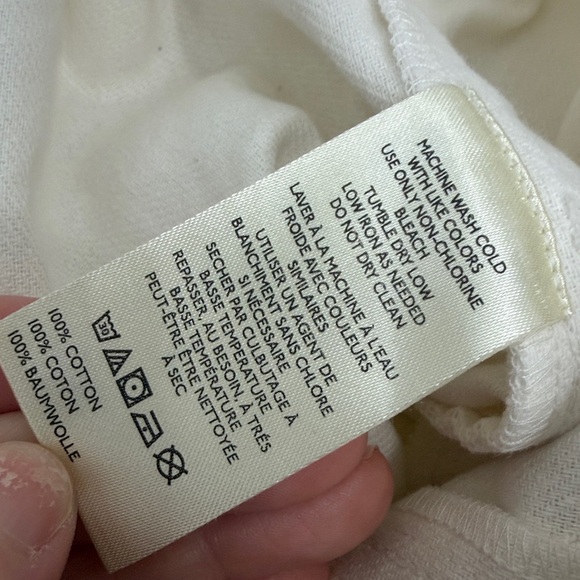 MACHINE WASH COLD
WITH LIKE COLORS
USE ONLY NON-CHLORINE
BLEACH
TUMBLE DRY LOW
LOW IRON AS NEEDED
DO NOT DRY CLEAN
LAVER À LA MACHINE À L'EAU
FROIDE AVEC COULEURS
SIMILAIRES
UTILISER UN AGENT DE
BLANCHIMENT SANS CHLORE
SI NÉCESSAIRE
SECHER PAR CULBUTAGE À
BASSE TEMPERATURE
REPASSER, AU BESOIN, À TRÉS
BASSE TEMPÉRATURE
PEUT-ÊTRE ÊTRE NETTOYÉE
À SEC
30
100% COTTON
100% COTON
100% BAUMWOLLE